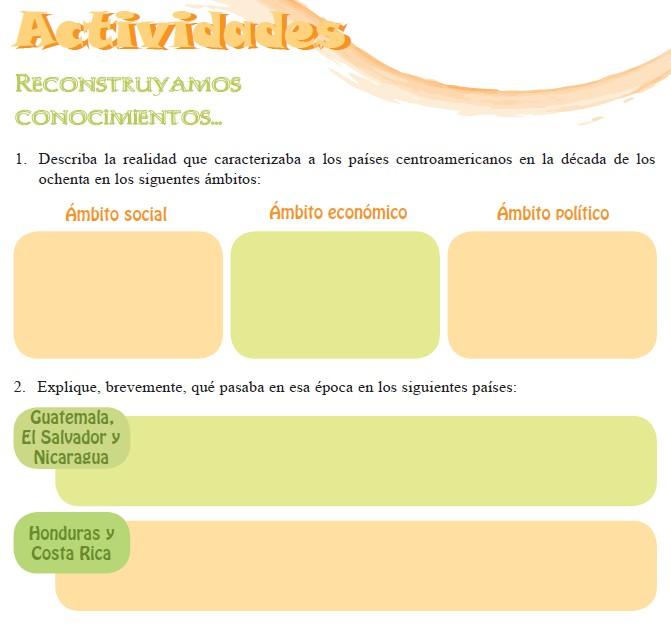 Actividades
RECONSTRUYAMOS
CONOCIMIENTOS...
1. Describa la realidad que caracterizaba a los países centroamericanos en la década de los
ochenta en los siguentes ámbitos:
Ámbito social
Ámbito económico
Ámbito político
2. Explique, brevemente, qué pasaba en esa época en los siguientes países:
Guatemala,
El Salvador y
Nicaragua
Honduras y
Costa Rica